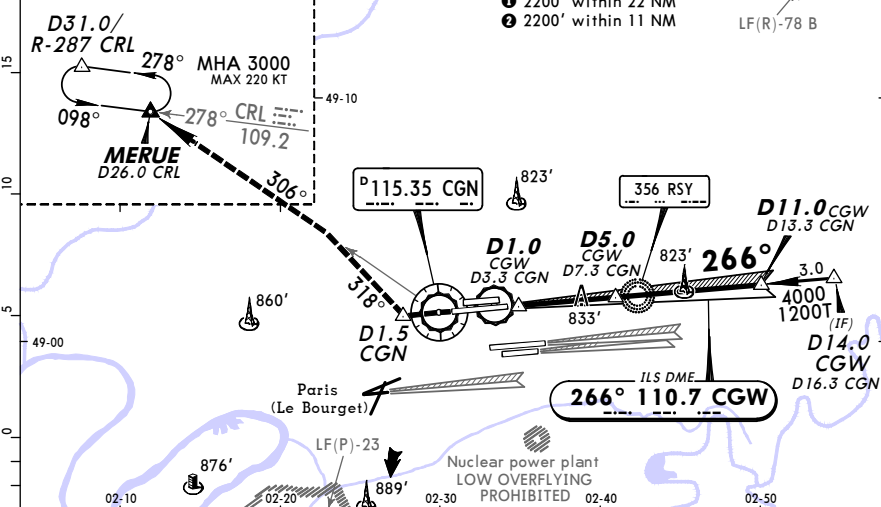 ❶ 2200' within 22 NM
❷ 2200' within 11 NM
LF(R)-78 B
D31.0/
R-287 CRL
278°
MHA 3000
MAX 220 KT
098°
278° CRL
109.2
49-10
MERUE
D26.0 CRL
306°
318°
D 115.35 CGN
823'
356 RSY
D11.0 CGW
D13.3 CGN
D1.0
CGW
D3.3 CGN
D5.0
CGW
D7.3 CGN
823'
266°
3.0
4000
1200T
(IF)
D14.0
CGW
D16.3 CGN
860'
833'
D1.5
CGN
49-00
ILS DME
266° 110.7 CGW
Paris
(Le Bourget)
LF(P)-23
Nuclear power plant
LOW OVERFLYING
PROHIBITED
876'
889'
15
10
5
0
02-10
02-20
02-30
02-40
02-50